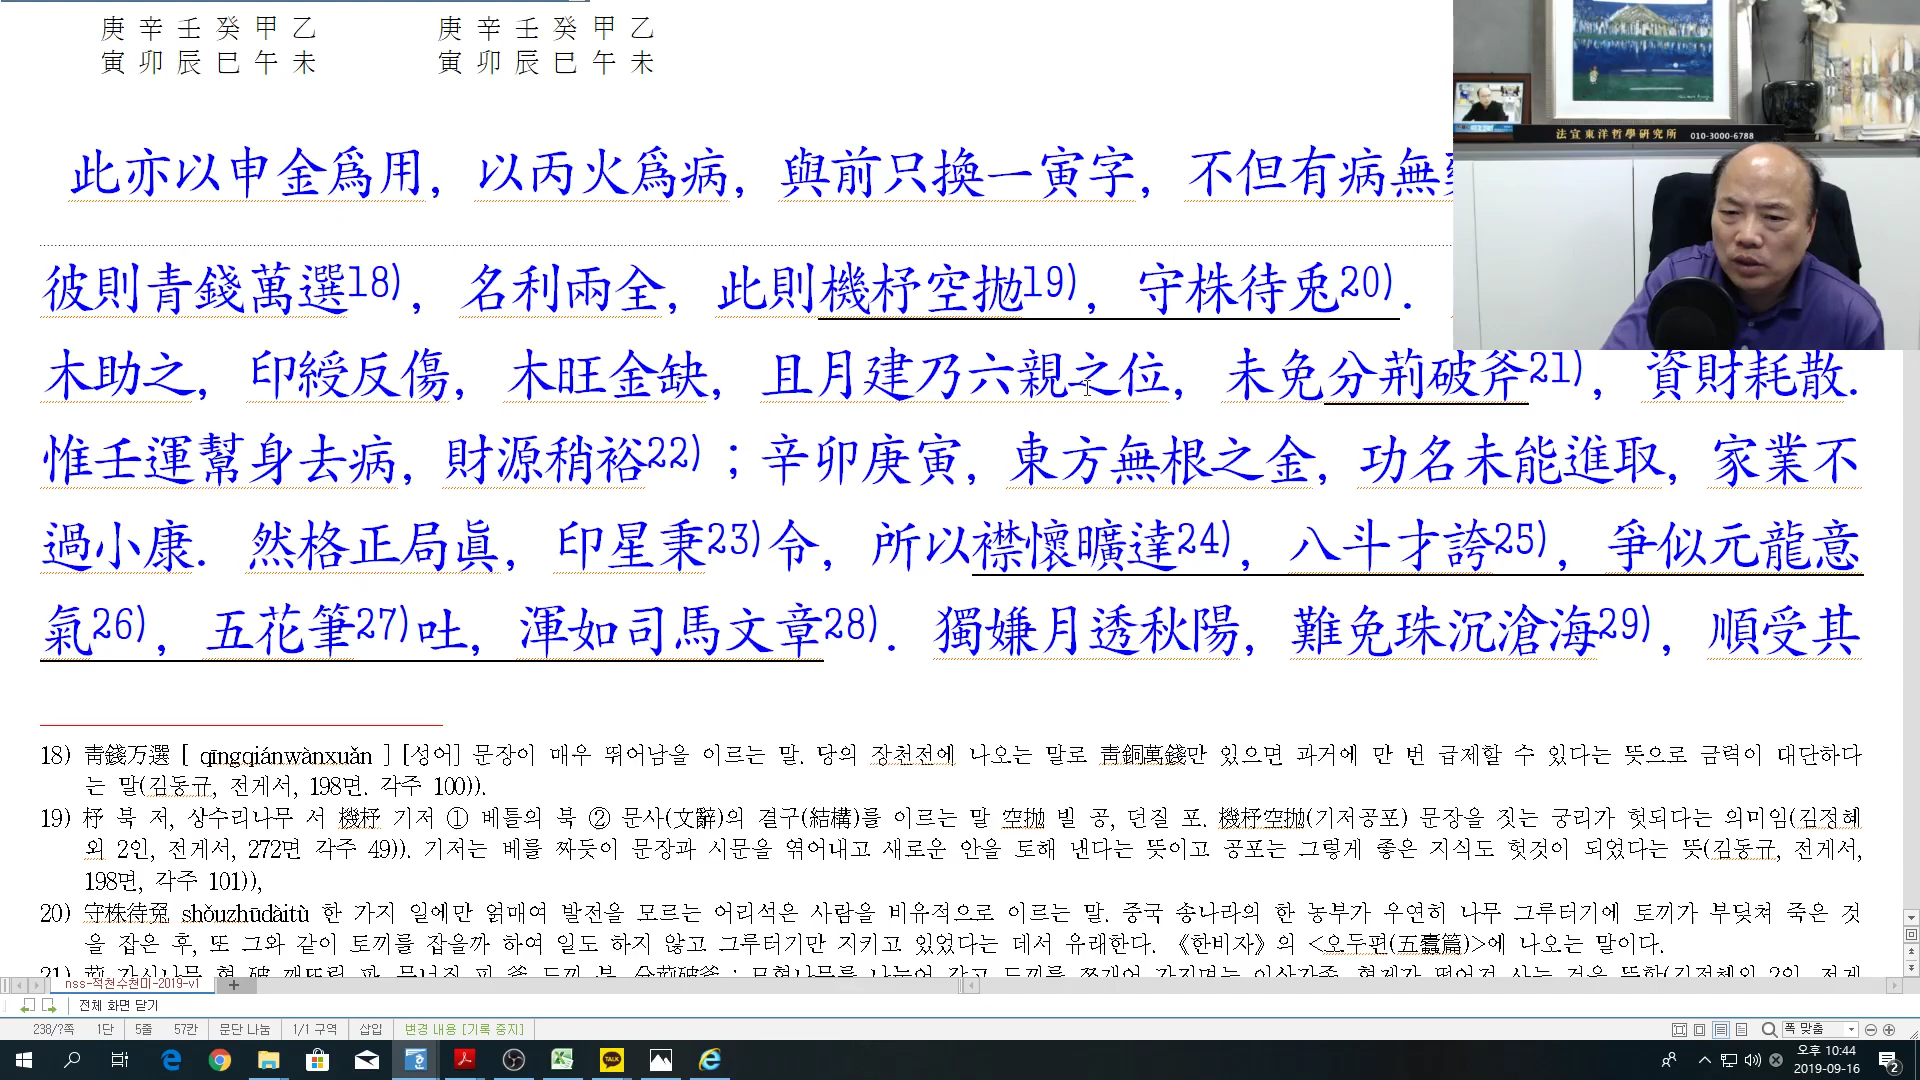 庚 辛 壬 癸 甲 乙
寅 卯 辰 巳 午 未
庚 辛 壬 癸 甲 乙
寅 卯 辰 巳 午 未
此亦以申金爲用, 以丙火爲病, 與前只換一寅字, 不但有病無
彼則青錢萬選18), 名利兩全, 此則機杼空抛19), 守株待兎20).
木助之, 印綬反傷, 木旺金缺, 且月建乃六親之位, 未免分荊破斧21), 資財耗散.
惟壬運幫身去病, 財源稍裕22) ; 辛卯庚寅, 東方無根之金, 功名未能進取, 家業不
過小康. 然格正局眞, 印星秉23)令, 所以襟懷曠達24), 八斗才誇25), 爭似元龍意
氣26), 五花筆27)吐, 渾如司馬文章28). 獨嫌月透秋陽, 難免珠沉滄海29), 順受其
18) 靑錢万選 [ qīngqiánwànxuǎn ] [성어] 문장이 매우 뛰어남을 이르는 말. 당의 장천전에 나오는 말로 靑銅萬錢만 있으면 과거에 만 번 급제할 수 있다는 뜻으로 금력이 대단하다
는 말(김동규, 전게서, 198면. 각주 100)).
19) 杼 북 저, 상수리나무 서 機杼 기저 ① 베틀의 북 ② 문사(文辭)의 결구(結構)를 이르는 말 空抛 빌 공, 던질 포. 機杼空抛(기저공포) 문장을 짓는 궁리가 헛되다는 의미임(김정혜
외 2인, 전게서, 272면 각주 49)). 기저는 베를 짜듯이 문장과 시문을 엮어내고 새로운 안을 토해 낸다는 뜻이고 공포는 그렇게 좋은 지식도 헛것이 되었다는 뜻(김동규, 전게서,
198면, 각주 101)),
20) 守株待兎 shǒuzhūdàitù 한 가지 일에만 얽매여 발전을 모르는 어리석은 사람을 비유적으로 이르는 말. 중국 송나라의 한 농부가 우연히 나무 그루터기에 토끼가 부딪쳐 죽은 것
을 잡은 후, 또 그와 같이 토끼를 잡을까 하여 일도 하지 않고 그루터기만 지키고 있었다는 데서 유래한다. 《한비자》의 <오두편(五蠹篇)>에 나오는 말이다.
法宜東洋哲學硏究所 010-3000-6788
nss-적천수천미-2019-v1
전체 화면 닫기
238/?쪽 1단 5줄 57칸 문단 나눔 1/1 구역 삽입 변경 내용 [기록 중지]
폭 맞춤
TALK
오후 10:44
2019-09-16
2